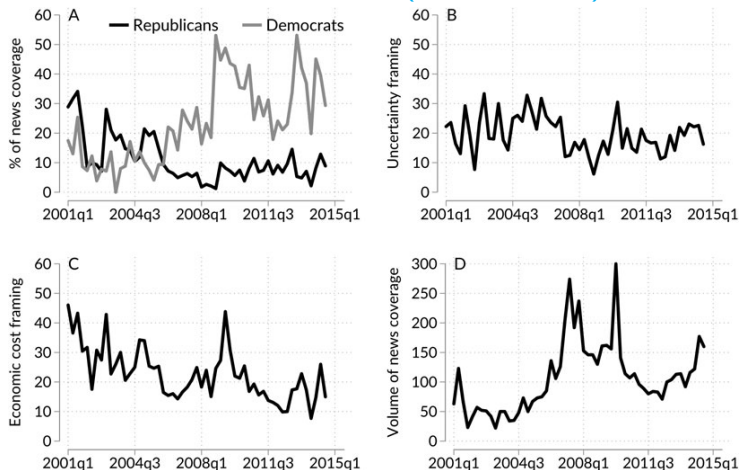 A
Republicans
Democrats
% of news coverage
60
50
40
30
20
10
0
2001q1 2004q3 2008q1 2011q3 2015q1
B
Uncertainty framing
60
50
40
30
20
10
0
2001q1 2004q3 2008q1 2011q3 2015q1
C
Economic cost framing
60
50
40
30
20
10
0
2001q1 2004q3 2008q1 2011q3 2015q1
D
Volume of news coverage
300
250
200
150
100
50
0
2001q1 2004q3 2008q1 2011q3 2015q1